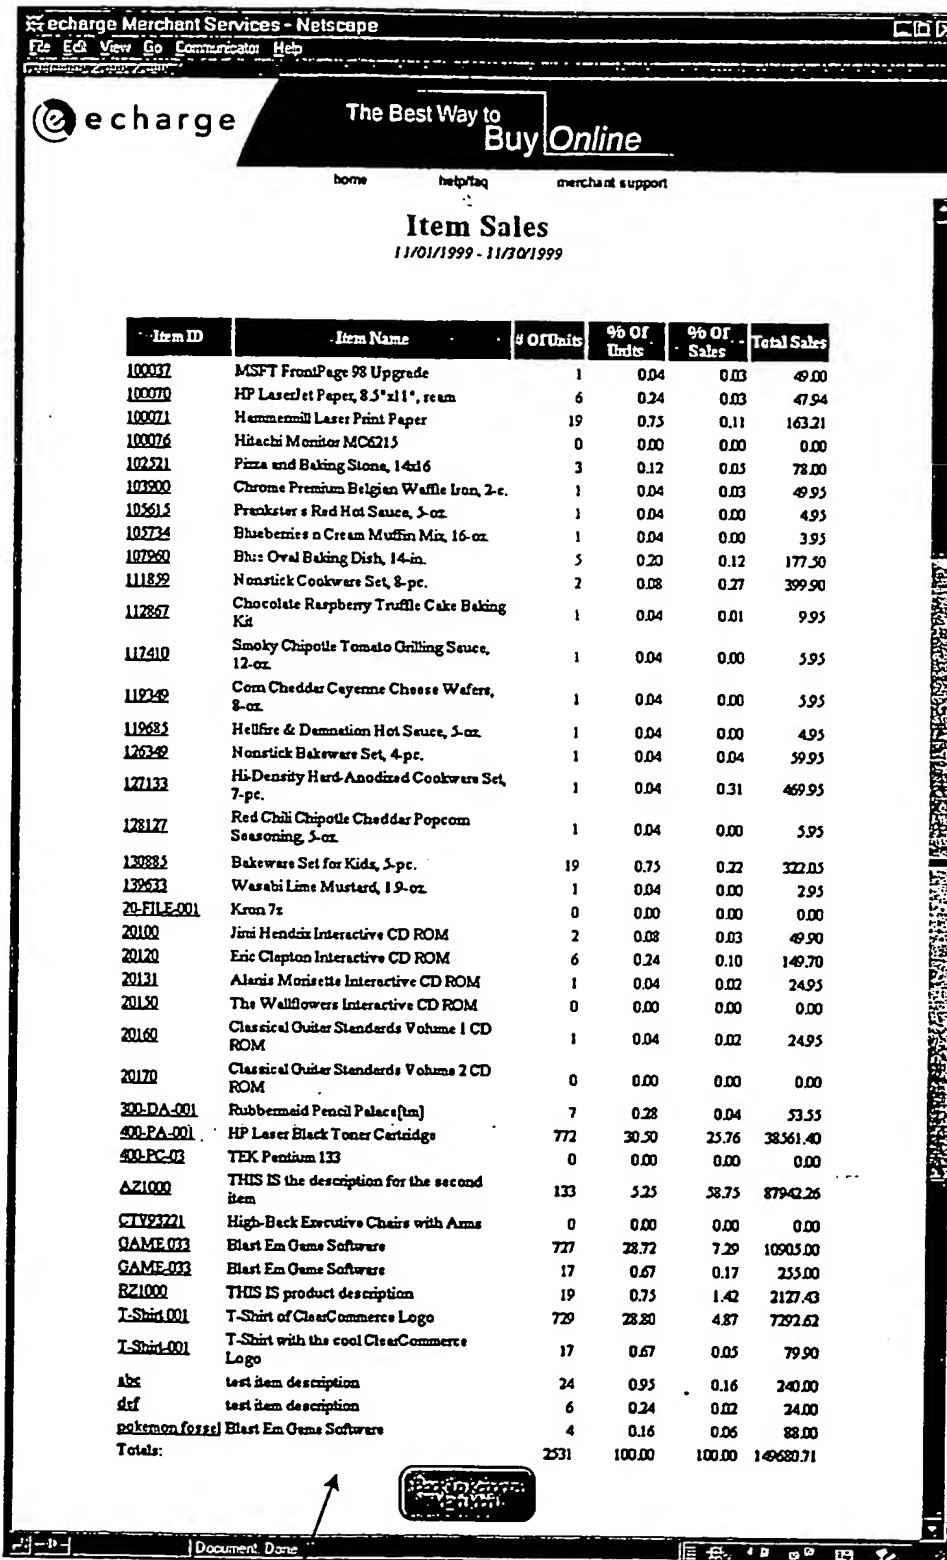 echarge Merchant Services - Netscape
File Edit View Go Communicator Help
echarge
The Best Way to
Buy Online
home help/faq merchant support
Item Sales
11/01/1999 - 11/30/1999
Item ID Item Name # Of Units % Of Units % Of Sales Total Sales
100037 MSFT FrontPage 98 Upgrade 1 0.04 0.03 49.00
100070 HP LaserJet Paper, 8.5"x11", ream 6 0.24 0.03 47.94
100071 Hammermill Laser Print Paper 19 0.75 0.11 163.21
100076 Hitachi Monitor MC6215 0 0.00 0.00 0.00
102521 Pizza and Baking Stone, 14x16 3 0.12 0.05 78.00
103900 Chrome Premium Belgian Waffle Iron, 2-c. 1 0.04 0.03 49.95
105615 Prankster s Red Hot Sauce, 5-oz. 1 0.04 0.00 4.95
105734 Blueberries n Cream Muffin Mix, 16-oz. 1 0.04 0.00 3.95
107960 Blue Oval Baking Dish, 14-in. 5 0.20 0.12 177.50
111859 Nonstick Cookware Set, 8-pc. 2 0.08 0.27 399.90
112867 Chocolate Raspberry Truffle Cake Baking
Kit 1 0.04 0.01 9.95
117410 Smoky Chipotle Tomato Grilling Sauce,
12-oz. 1 0.04 0.00 5.95
119349 Corn Cheddar Cayenne Cheese Wafers,
8-oz. 1 0.04 0.00 5.95
119685 Hellfire & Damnation Hot Sauce, 5-oz. 1 0.04 0.00 4.95
126349 Nonstick Bakeware Set, 4-pc. 1 0.04 0.04 59.95
127133 Hi-Density Hard-Anodized Cookware Set,
7-pc. 1 0.04 0.31 469.95
128127 Red Chili Chipotle Cheddar Popcorn
Seasoning, 5-oz. 1 0.04 0.00 5.95
130885 Bakeware Set for Kids, 5-pc. 19 0.75 0.22 322.05
139633 Wasabi Lime Mustard, 1.9-oz. 1 0.04 0.00 2.95
20-FILE-001 Kron 7z 0 0.00 0.00 0.00
20100 Jimi Hendrix Interactive CD ROM 2 0.08 0.03 49.90
20120 Eric Clapton Interactive CD ROM 6 0.24 0.10 149.70
20131 Alanis Morisette Interactive CD ROM 1 0.04 0.02 24.95
20150 The Wallflowers Interactive CD ROM 0 0.00 0.00 0.00
20160 Classical Guitar Standards Volume 1 CD
ROM 1 0.04 0.02 24.95
20170 Classical Guitar Standards Volume 2 CD
ROM 0 0.00 0.00 0.00
300-DA-001 Rubbermaid Pencil Palace[tm] 7 0.28 0.04 53.55
400-PA-001 HP Laser Black Toner Cartridge 772 30.50 25.76 38561.40
400-PC-03 TEK Pentium 133 0 0.00 0.00 0.00
AZ1000 THIS IS the description for the second
item 133 5.25 58.75 87942.26
CTV93221 High-Back Executive Chairs with Arms 0 0.00 0.00 0.00
GAME 033 Blast Em Game Software 727 28.72 7.29 10905.00
GAME-033 Blast Em Game Software 17 0.67 0.17 255.00
RZ1000 THIS IS product description 19 0.75 1.42 2127.43
T-Shirt 001 T-Shirt of ClearCommerce Logo 729 28.80 4.87 7292.62
T-Shirt-001 T-Shirt with the cool ClearCommerce
Logo 17 0.67 0.05 79.90
abc test item description 24 0.95 0.16 240.00
def test item description 6 0.24 0.02 24.00
pokemon fossel Blast Em Game Software 4 0.16 0.06 88.00
Totals: 2531 100.00 100.00 149680.71
Document: Done